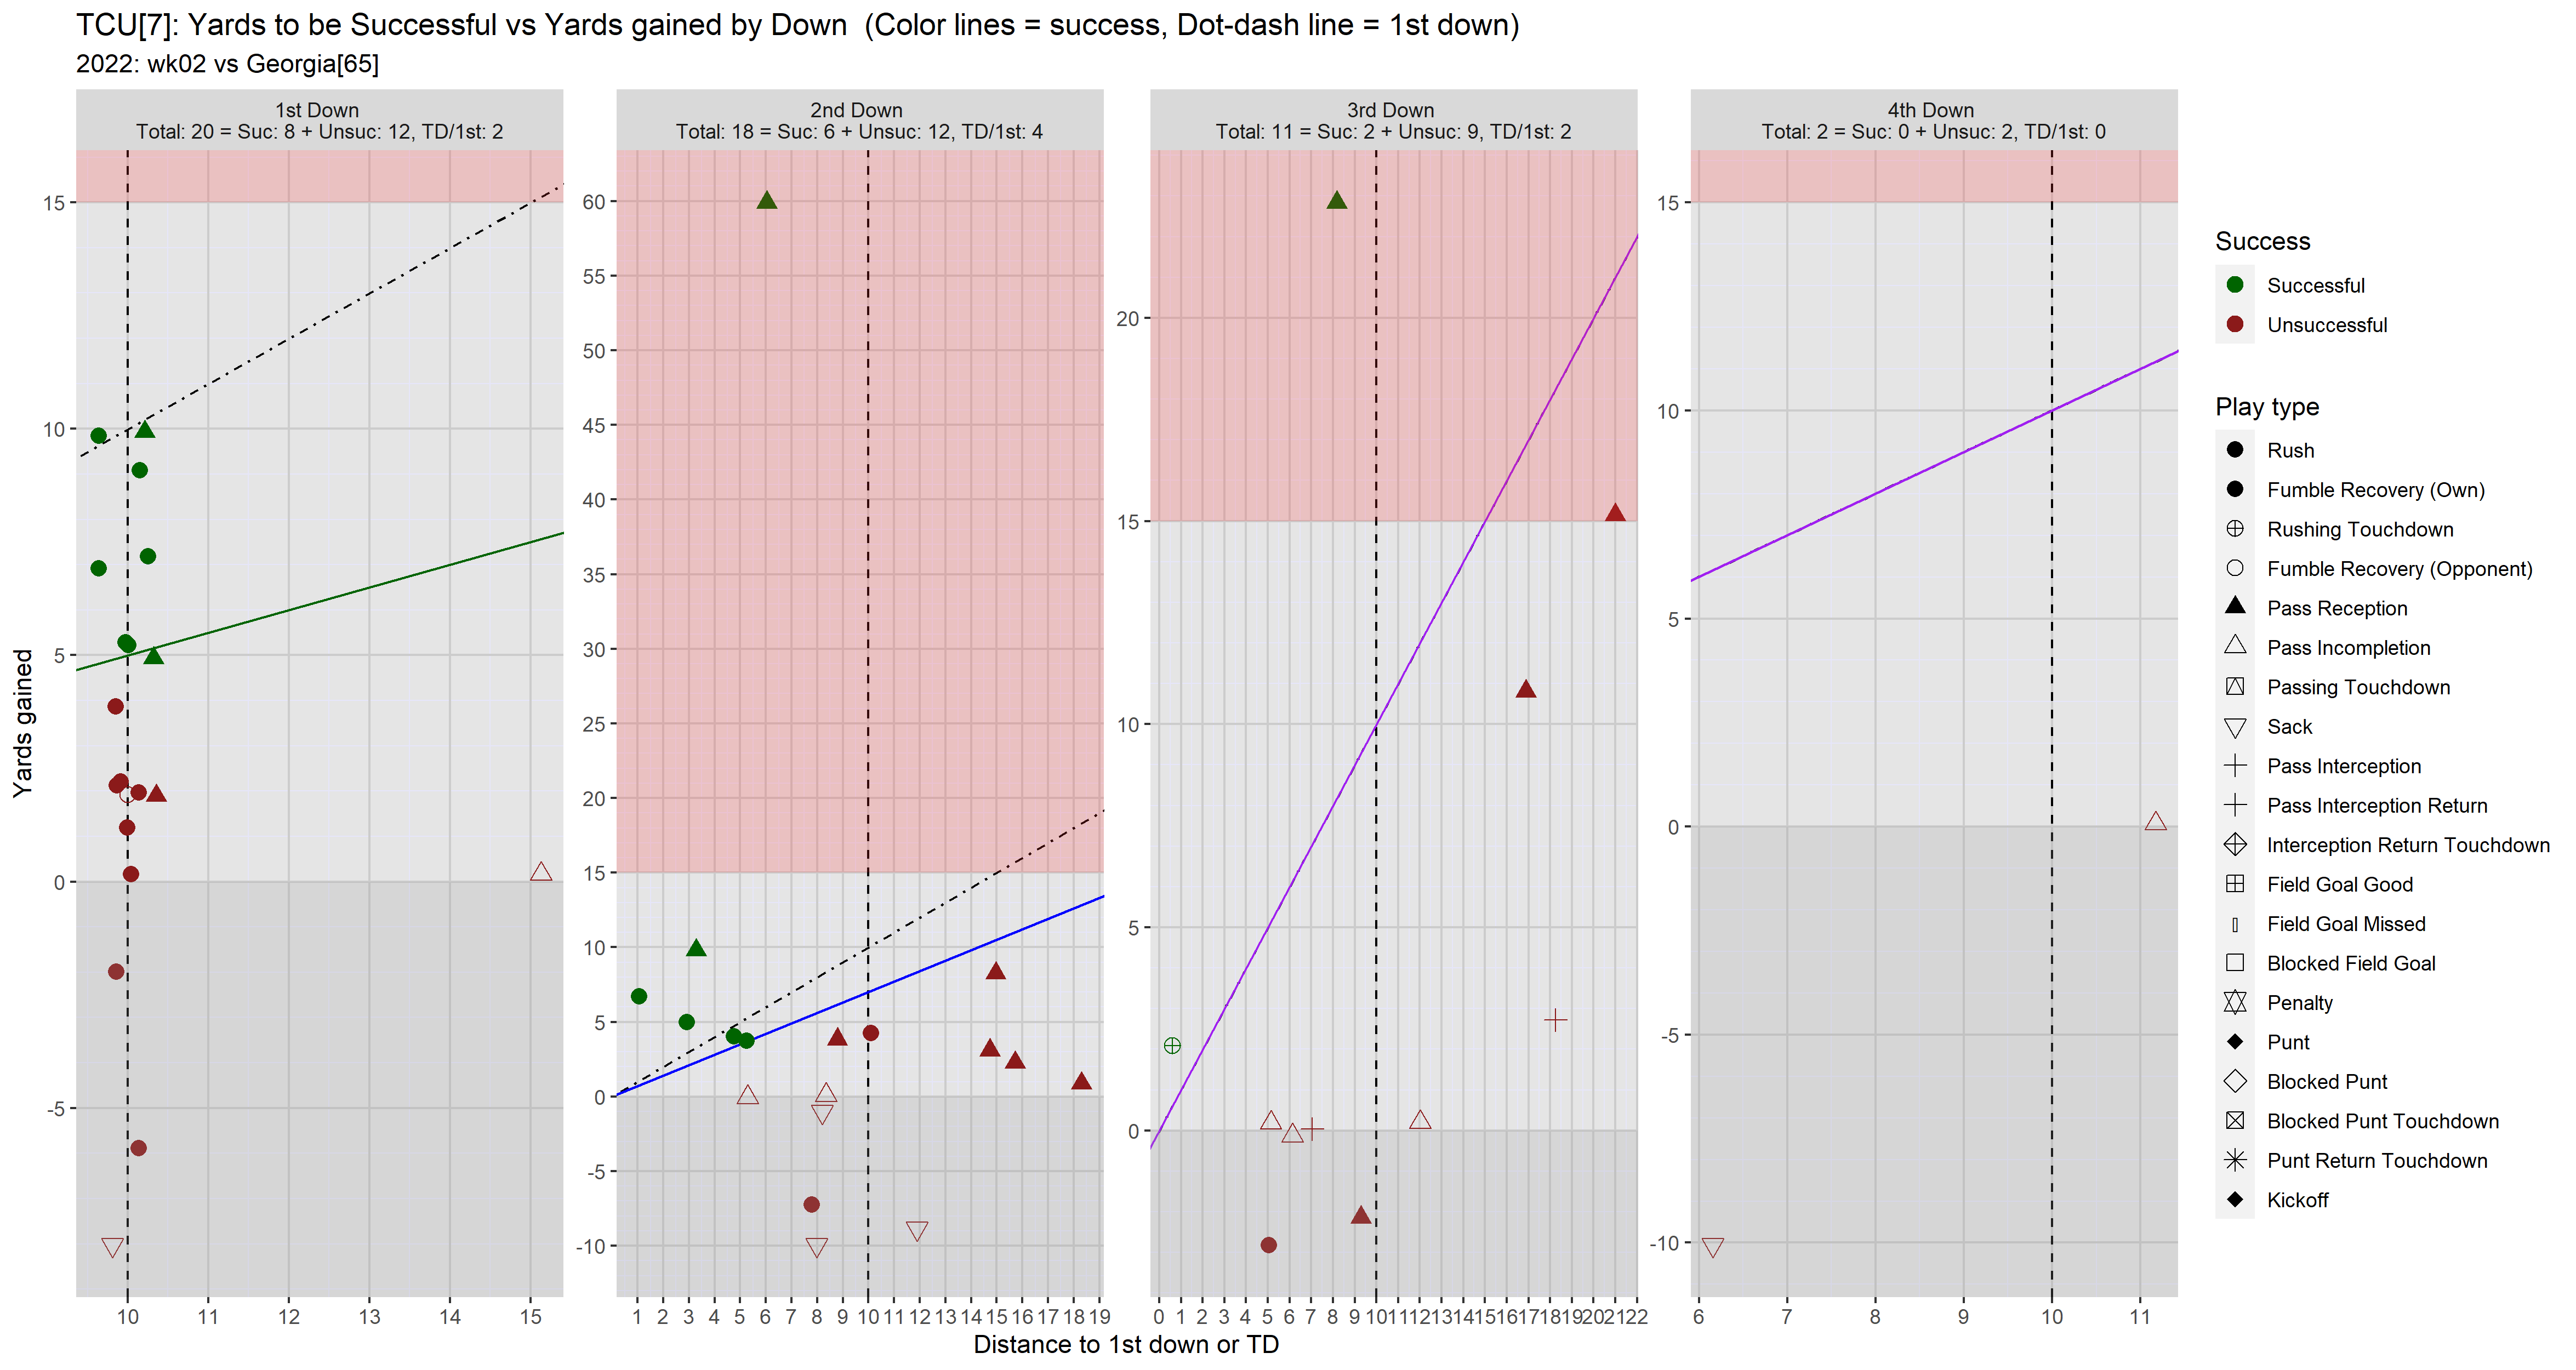 TCU[7]: Yards to be Successful vs Yards gained by Down  (Color lines = success, Dot-dash line = 1st down)
2022: wk02 vs Georgia[65]
1st Down
Total: 20 = Suc: 8 + Unsuc: 12, TD/1st: 2
2nd Down
Total: 18 = Suc: 6 + Unsuc: 12, TD/1st: 4
3rd Down
Total: 11 = Suc: 2 + Unsuc: 9, TD/1st: 2
4th Down
Total: 2 = Suc: 0 + Unsuc: 2, TD/1st: 0
Yards gained
15
10
5
0
-5
10 11 12 13 14 15
60
55
50
45
40
35
30
25
20
15
10
5
0
-5
-10
1 2 3 4 5 6 7 8 9 10 11 12 13 14 15 16 17 18 19
20
15
10
5
0
0 1 2 3 4 5 6 7 8 9 10 11 12 13 14 15 16 17 18 19 20 21 22
15
10
5
0
-5
-10
6 7 8 9 10 11
Distance to 1st down or TD
Success
Successful
Unsuccessful
Play type
Rush
Fumble Recovery (Own)
Rushing Touchdown
Fumble Recovery (Opponent)
Pass Reception
Pass Incompletion
Passing Touchdown
Sack
Pass Interception
Pass Interception Return
Interception Return Touchdown
Field Goal Good
Field Goal Missed
Blocked Field Goal
Penalty
Punt
Blocked Punt
Blocked Punt Touchdown
Punt Return Touchdown
Kickoff